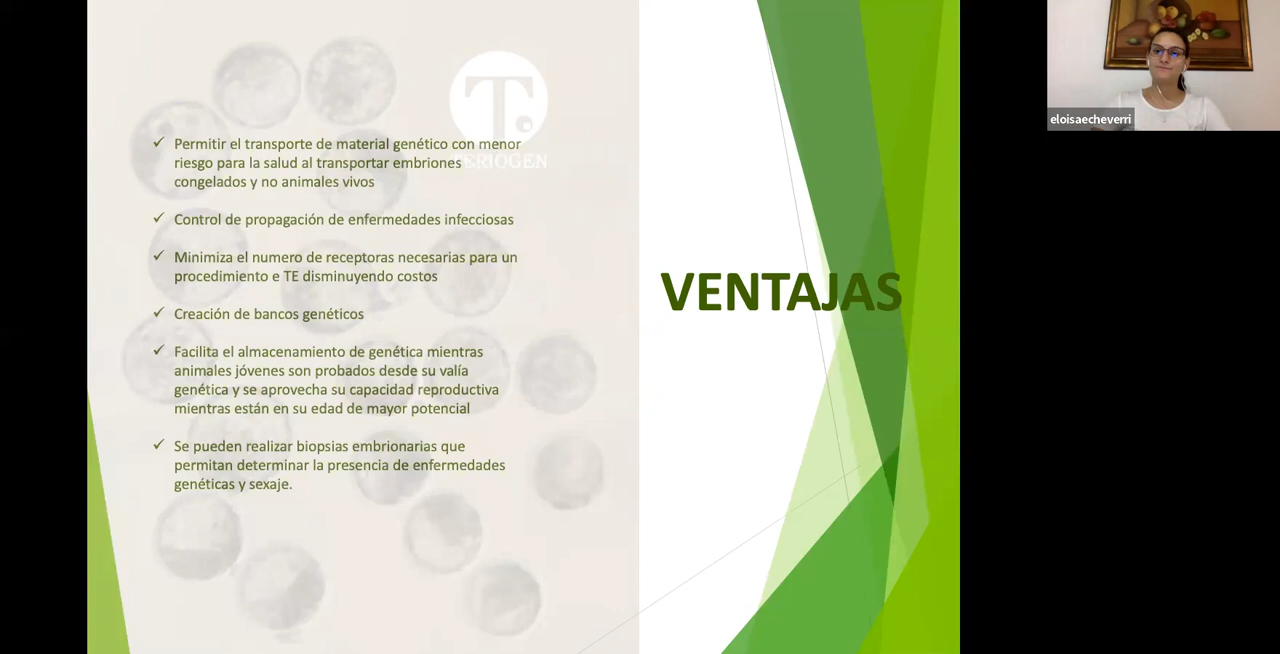 Permitir el transporte de material genético con menor
riesgo para la salud al transportar embriones
congelados y no animales vivos
Control de propagación de enfermedades infecciosas
Minimiza el numero de receptoras necesarias para un
procedimiento e TE disminuyendo costos
Creación de bancos genéticos
Facilita el almacenamiento de genética mientras
animales jóvenes son probados desde su valía
genética y se aprovecha su capacidad reproductiva
mientras están en su edad de mayor potencial
Se pueden realizar biopsias embrionarias que
permitan determinar la presencia de enfermedades
genéticas y sexaje.
T
VENTAJAS
eloisaecheverri